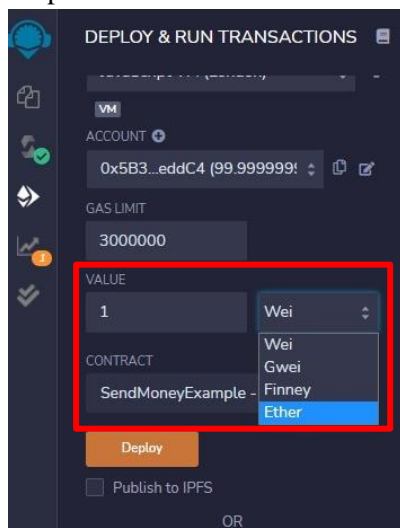 DEPLOY & RUN TRANSACTIONS
VM
ACCOUNT
0x5B3...eddC4 (99.9999999
GAS LIMIT
3000000
VALUE
1
Wei
Wei
Gwei
CONTRACT
Finney
SendMoneyExample -
Ether
Deploy
Publish to IPFS
OR